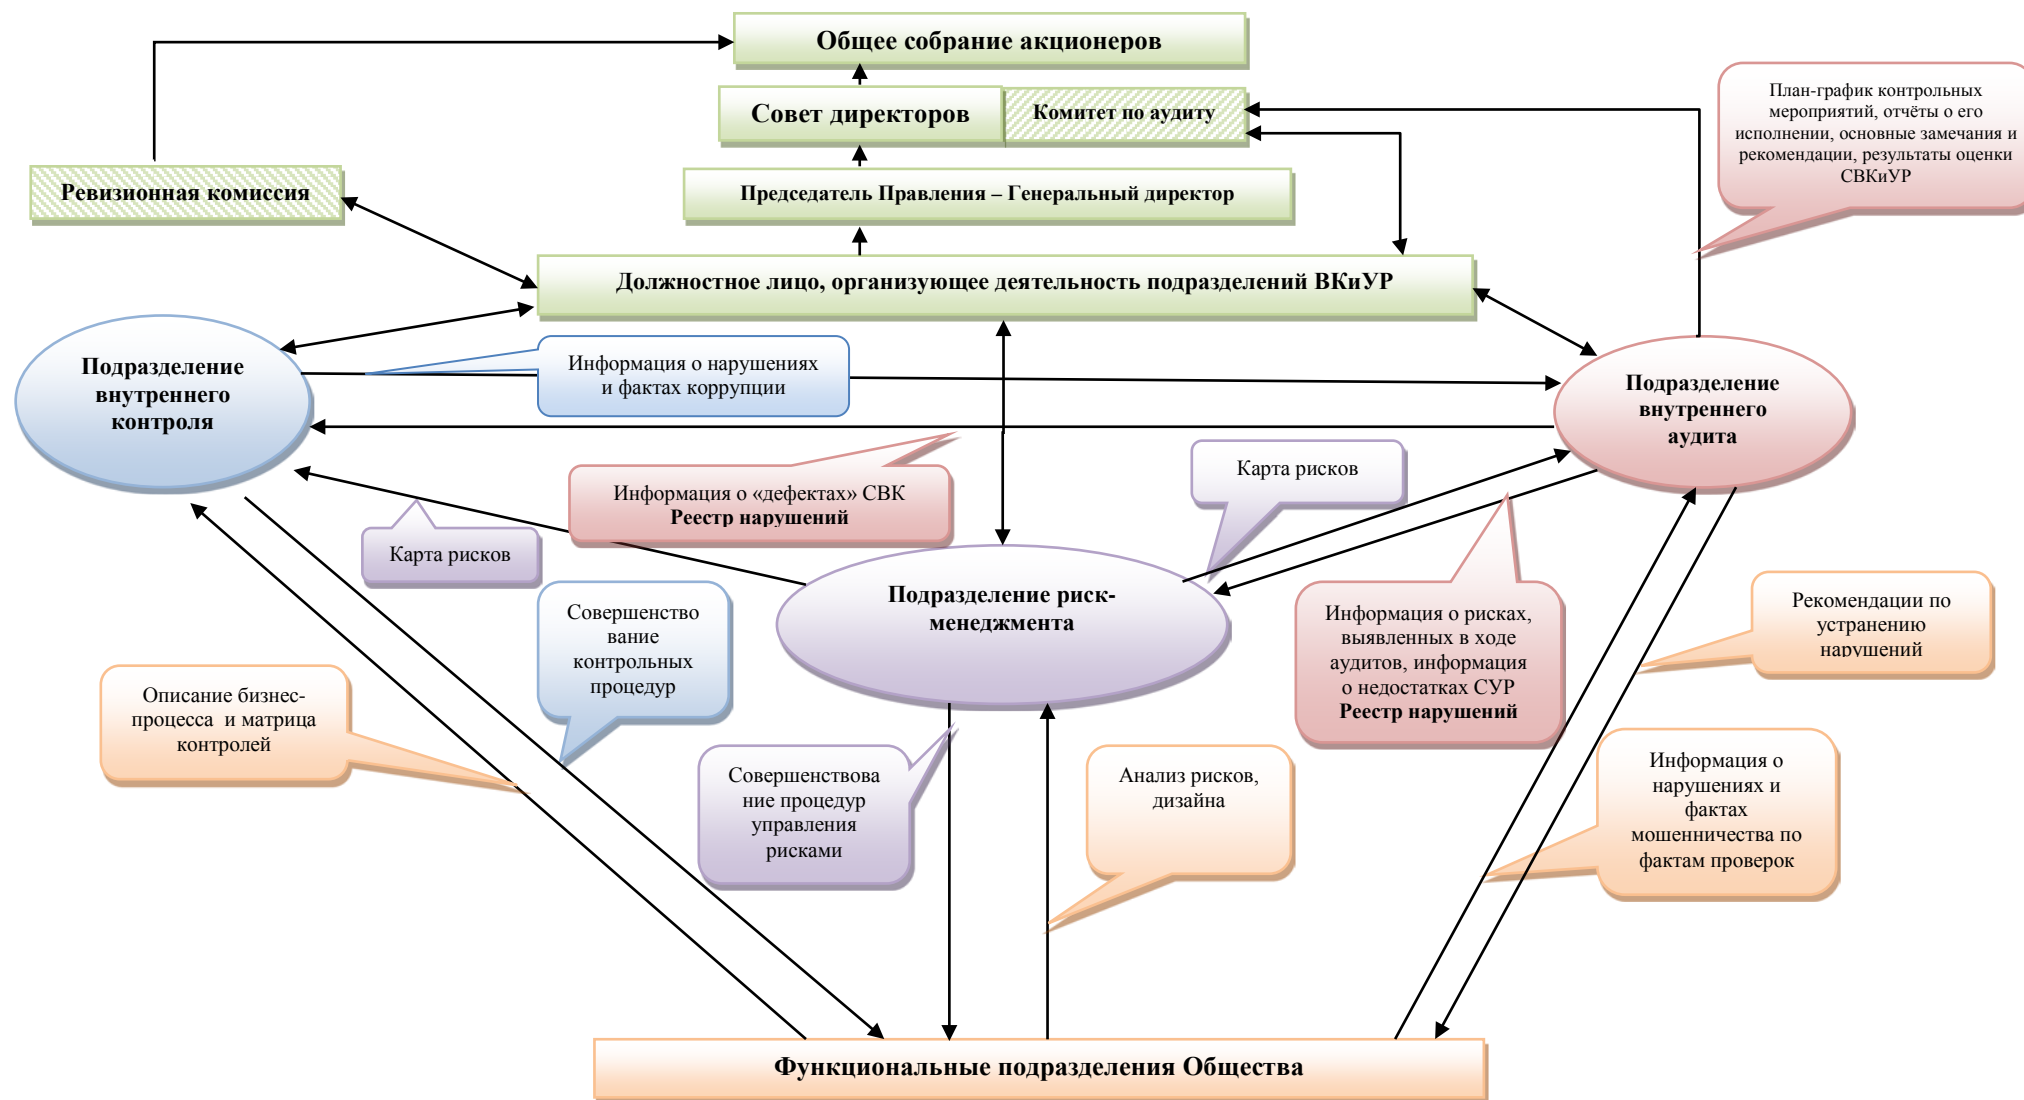 Общее собрание акционеров
Совет директоров
Комитет по аудиту
План-график контрольных
мероприятий, отчёты о его
исполнении, основные замечания и
рекомендации, результаты оценки
СВКиУР
Ревизионная комиссия
Председатель Правления – Генеральный директор
Должностное лицо, организующее деятельность подразделений ВКиУР
Подразделение
внутреннего
контроля
Информация о нарушениях
и фактах коррупции
Подразделение
внутреннего
аудита
Информация о «дефектах» СВК
Реестр нарушений
Карта рисков
Карта рисков
Подразделение риск-
менеджмента
Совершенство
вание
контрольных
процедур
Информация о рисках,
выявленных в ходе
аудитов, информация
о недостатках СУР
Реестр нарушений
Рекомендации по
устранению
нарушений
Описание бизнес-
процесса и матрица
контролей
Совершенствова
ние процедур
управления
рисками
Анализ рисков,
дизайна
Информация о
нарушениях и
фактах
мошенничества по
фактам проверок
Функциональные подразделения Общества